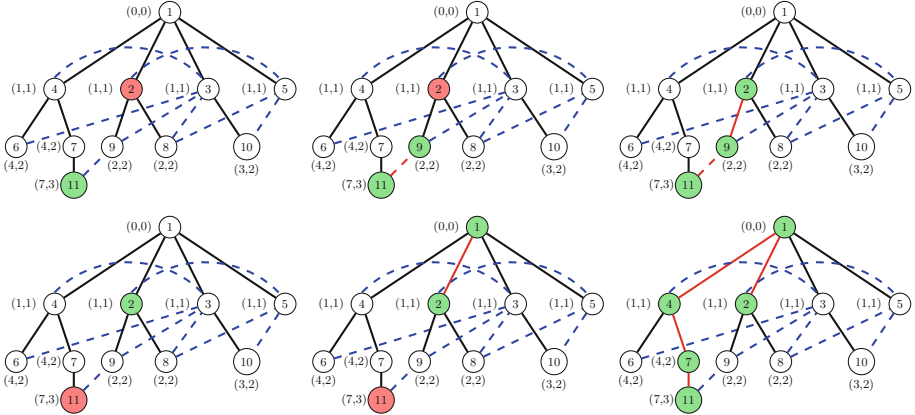 (0,0) 1 (0,0) 1 (0,0) 1
(1,1) 4 (1,1) 2 (1,1) 3 (1,1) 5 (1,1) 4 (1,1) 2 (1,1) 3 (1,1) 5 (1,1) 4 (1,1) 2 (1,1) 3 (1,1) 5
6 (4,2) 7 9 8 10 6 (4,2) 7 9 8 10 6 (4,2) 7 9 8 10
(4,2) (2,2) (2,2) (3,2) (4,2) (2,2) (2,2) (3,2) (4,2) (2,2) (2,2) (3,2)
(7,3) 11 (7,3) 11 (7,3) 11
(0,0) 1 (0,0) 1 (0,0) 1
(1,1) 4 (1,1) 2 (1,1) 3 (1,1) 5 (1,1) 4 (1,1) 2 (1,1) 3 (1,1) 5 (1,1) 4 (1,1) 2 (1,1) 3 (1,1) 5
6 (4,2) 7 9 8 10 6 (4,2) 7 9 8 10 6 (4,2) 7 9 8 10
(4,2) (2,2) (2,2) (3,2) (4,2) (2,2) (2,2) (3,2) (4,2) (2,2) (2,2) (3,2)
(7,3) 11 (7,3) 11 (7,3) 11